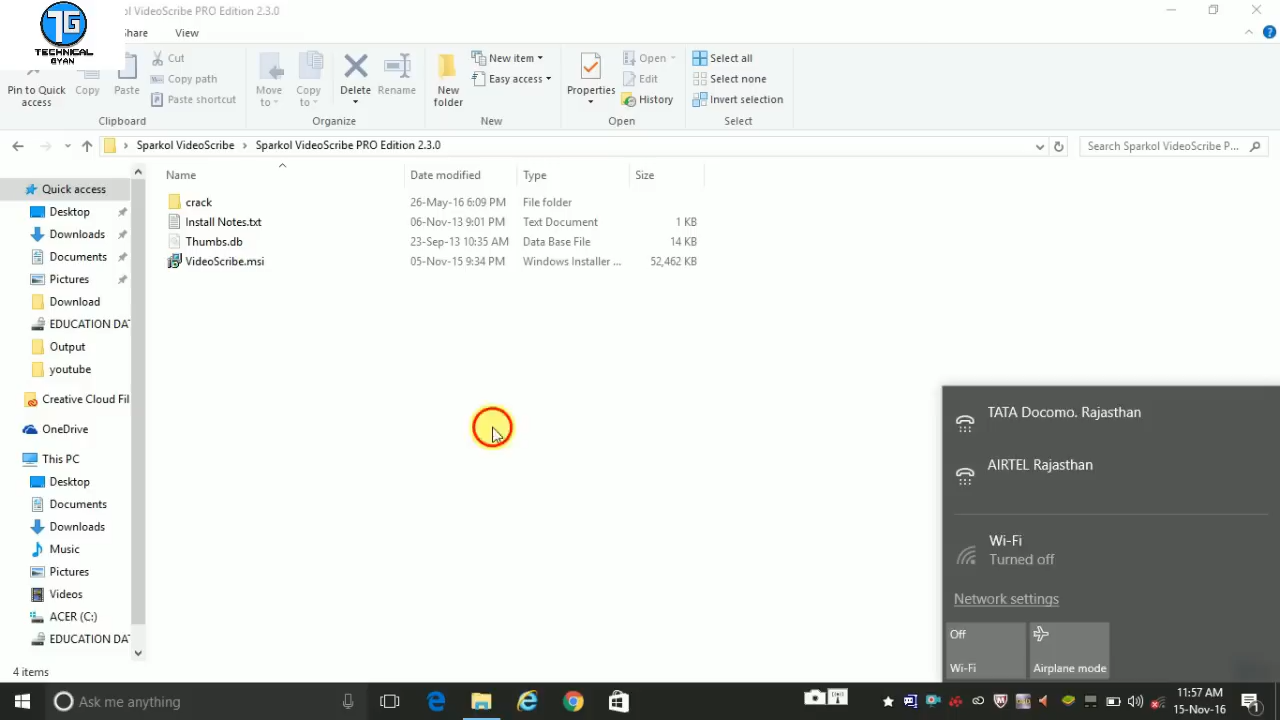 TG
TECHNICAL
GYAN
l VideoScribe PRO Edition 2.3.0
Share
View
Pin to Quick
access
Copy
Paste
Cut
Copy path
Paste shortcut
Clipboard
Move
to
Copy
to
Delete
Rename
Organize
New
folder
New item
Easy access
New
Properties
Open
Edit
History
Open
Select all
Select none
Invert selection
Select
Sparkol VideoScribe
Sparkol VideoScribe PRO Edition 2.3.0
Search Sparkol VideoScribe P...
Name
Date modified
Type
Size
crack
26-May-16 6:09 PM
File folder
Install Notes.txt
06-Nov-13 9:01 PM
Text Document
1 KB
Thumbs.db
23-Sep-13 10:35 AM
Data Base File
14 KB
VideoScribe.msi
05-Nov-15 9:34 PM
Windows Installer ...
52,462 KB
Quick access
Desktop
Downloads
Documents
Pictures
Download
EDUCATION DAT
Output
youtube
Creative Cloud Fil
OneDrive
This PC
Desktop
Documents
Downloads
Music
Pictures
Videos
ACER (C:)
EDUCATION DAT
4 items
TATA Docomo. Rajasthan
AIRTEL Rajasthan
Wi-Fi
Turned off
Network settings
Off
Wi-Fi
Airplane mode
Ask me anything
11:57 AM
15-Nov-16
1